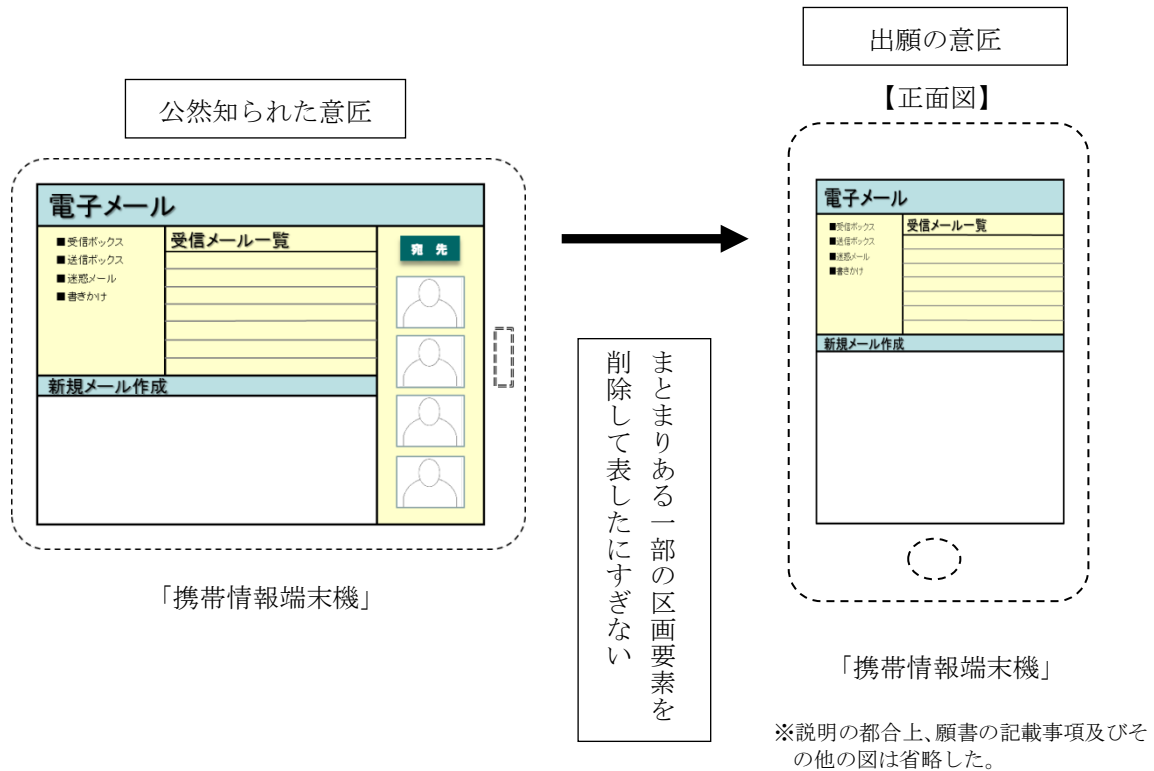 公然知られた意匠
電子メール
■受信ボックス
■送信ボックス
■迷惑メール
■書きかけ
受信メール一覧
宛先
新規メール作成
「携帯情報端末機」
まとまりある一部の区画要素を
削除して表したにすぎない
出願の意匠
【正面図】
電子メール
■受信ボックス
■送信ボックス
■迷惑メール
■書きかけ
受信メール一覧
新規メール作成
「携帯情報端末機」
※説明の都合上、願書の記載事項及びそ
の他の図は省略した。